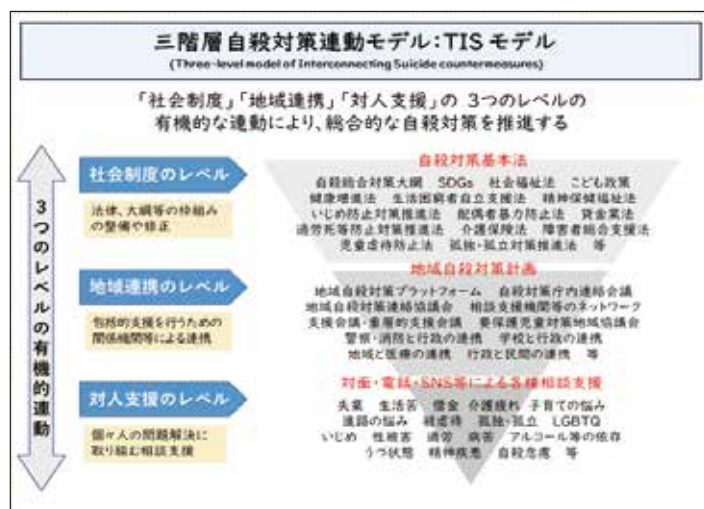 三階層自殺対策連動モデル:TISモデル
(Three-level model of Interconnecting Suicide countermeasures)
「社会制度」「地域連携」「対人支援」の 3つのレベルの
有機的な連動により、総合的な自殺対策を推進する
3つのレベルの有機的連動
社会制度のレベル
法律、大綱等の枠組み
の整備や修正
自殺対策基本法
自殺総合対策大綱 SDGs 社会福祉法 こども政策
健康増進法 生活困窮者自立支援法 精神保健福祉法
いじめ防止対策推進法 配偶者暴力防止法 貸金業法
過労死等防止対策推進法 介護保険法 障害者総合支援法
児童虐待防止法 孤独・孤立対策推進法 等
地域連携のレベル
包括的支援を行うための
関係機関等による連携
地域自殺対策計画
地域自殺対策プラットフォーム 自殺対策庁内連絡会議
地域自殺対策連絡協議会 相談支援機関等のネットワーク
支援会議・重層的支援会議 要保護児童対策地域協議会
警察・消防と行政の連携 学校と行政の連携
地域と医療の連携 行政と民間の連携 等
対人支援のレベル
個々人の問題解決に
取り組む相談支援
対面・電話・SNS等による各種相談支援
失業 生活苦 借金 介護疲れ 子育ての悩み
進路の悩み 被虐待 孤独・孤立 LGBTQ
いじめ 性被害 過労 病苦 アルコール等の依存
うつ状態 精神疾患 自殺念慮 等